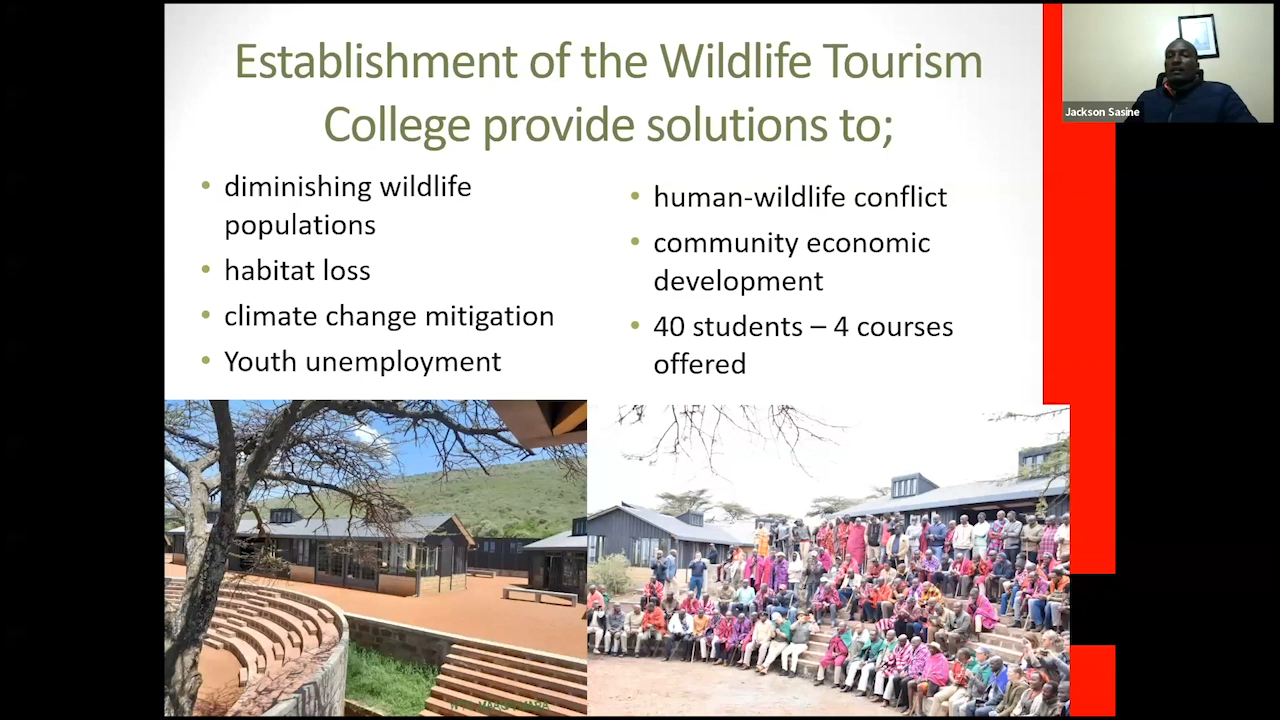 Establishment of the Wildlife Tourism
College provide solutions to;
• diminishing wildlife
populations
• habitat loss
• climate change mitigation
• Youth unemployment
• human-wildlife conflict
• community economic
development
• 40 students – 4 courses
offered
Jackson Sasine